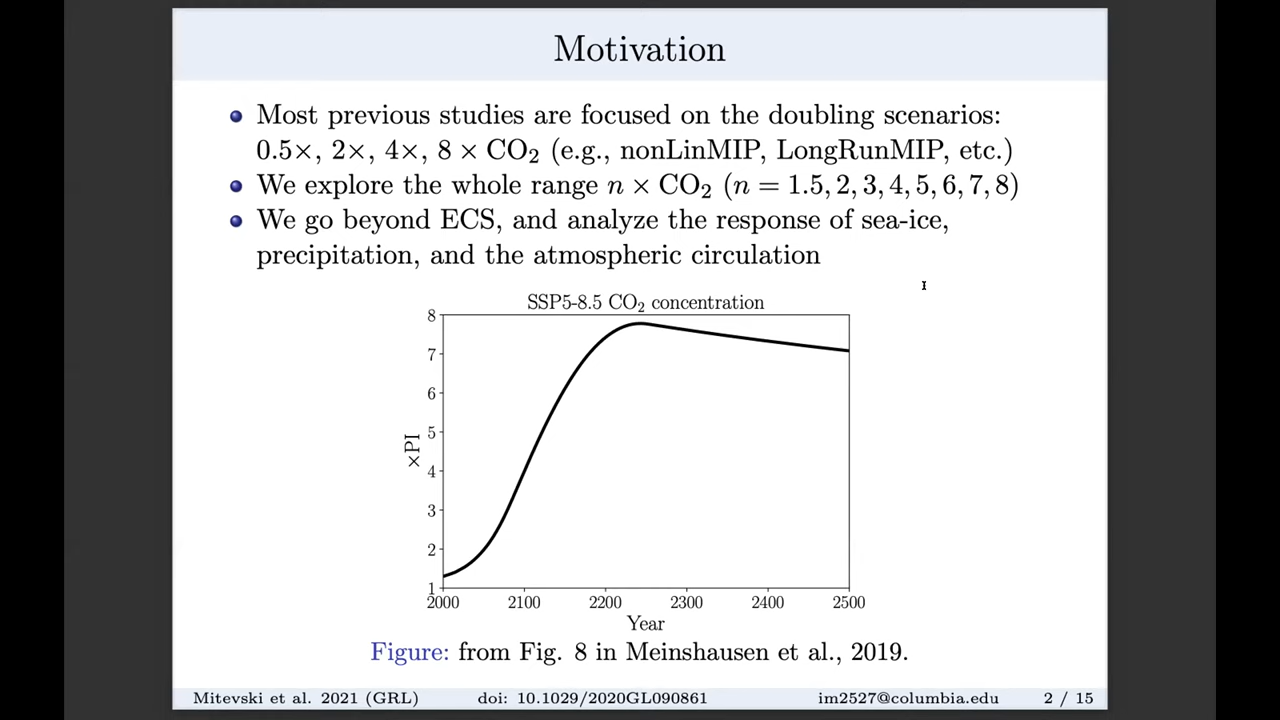 Motivation
Most previous studies are focused on the doubling scenarios:
0.5×, 2×, 4×, 8 × CO₂ (e.g., nonLinMIP, LongRunMIP, etc.)
We explore the whole range n × CO₂ (n = 1.5, 2, 3, 4, 5, 6, 7, 8)
We go beyond ECS, and analyze the response of sea-ice,
precipitation, and the atmospheric circulation
SSP5-8.5 CO₂ concentration
8
7
6
5
4
3
2
1
×PI
2000 2100 2200 2300 2400 2500
Year
Figure: from Fig. 8 in Meinshausen et al., 2019.
Mitevski et al. 2021 (GRL) doi: 10.1029/2020GL090861 im2527@columbia.edu 2 / 15